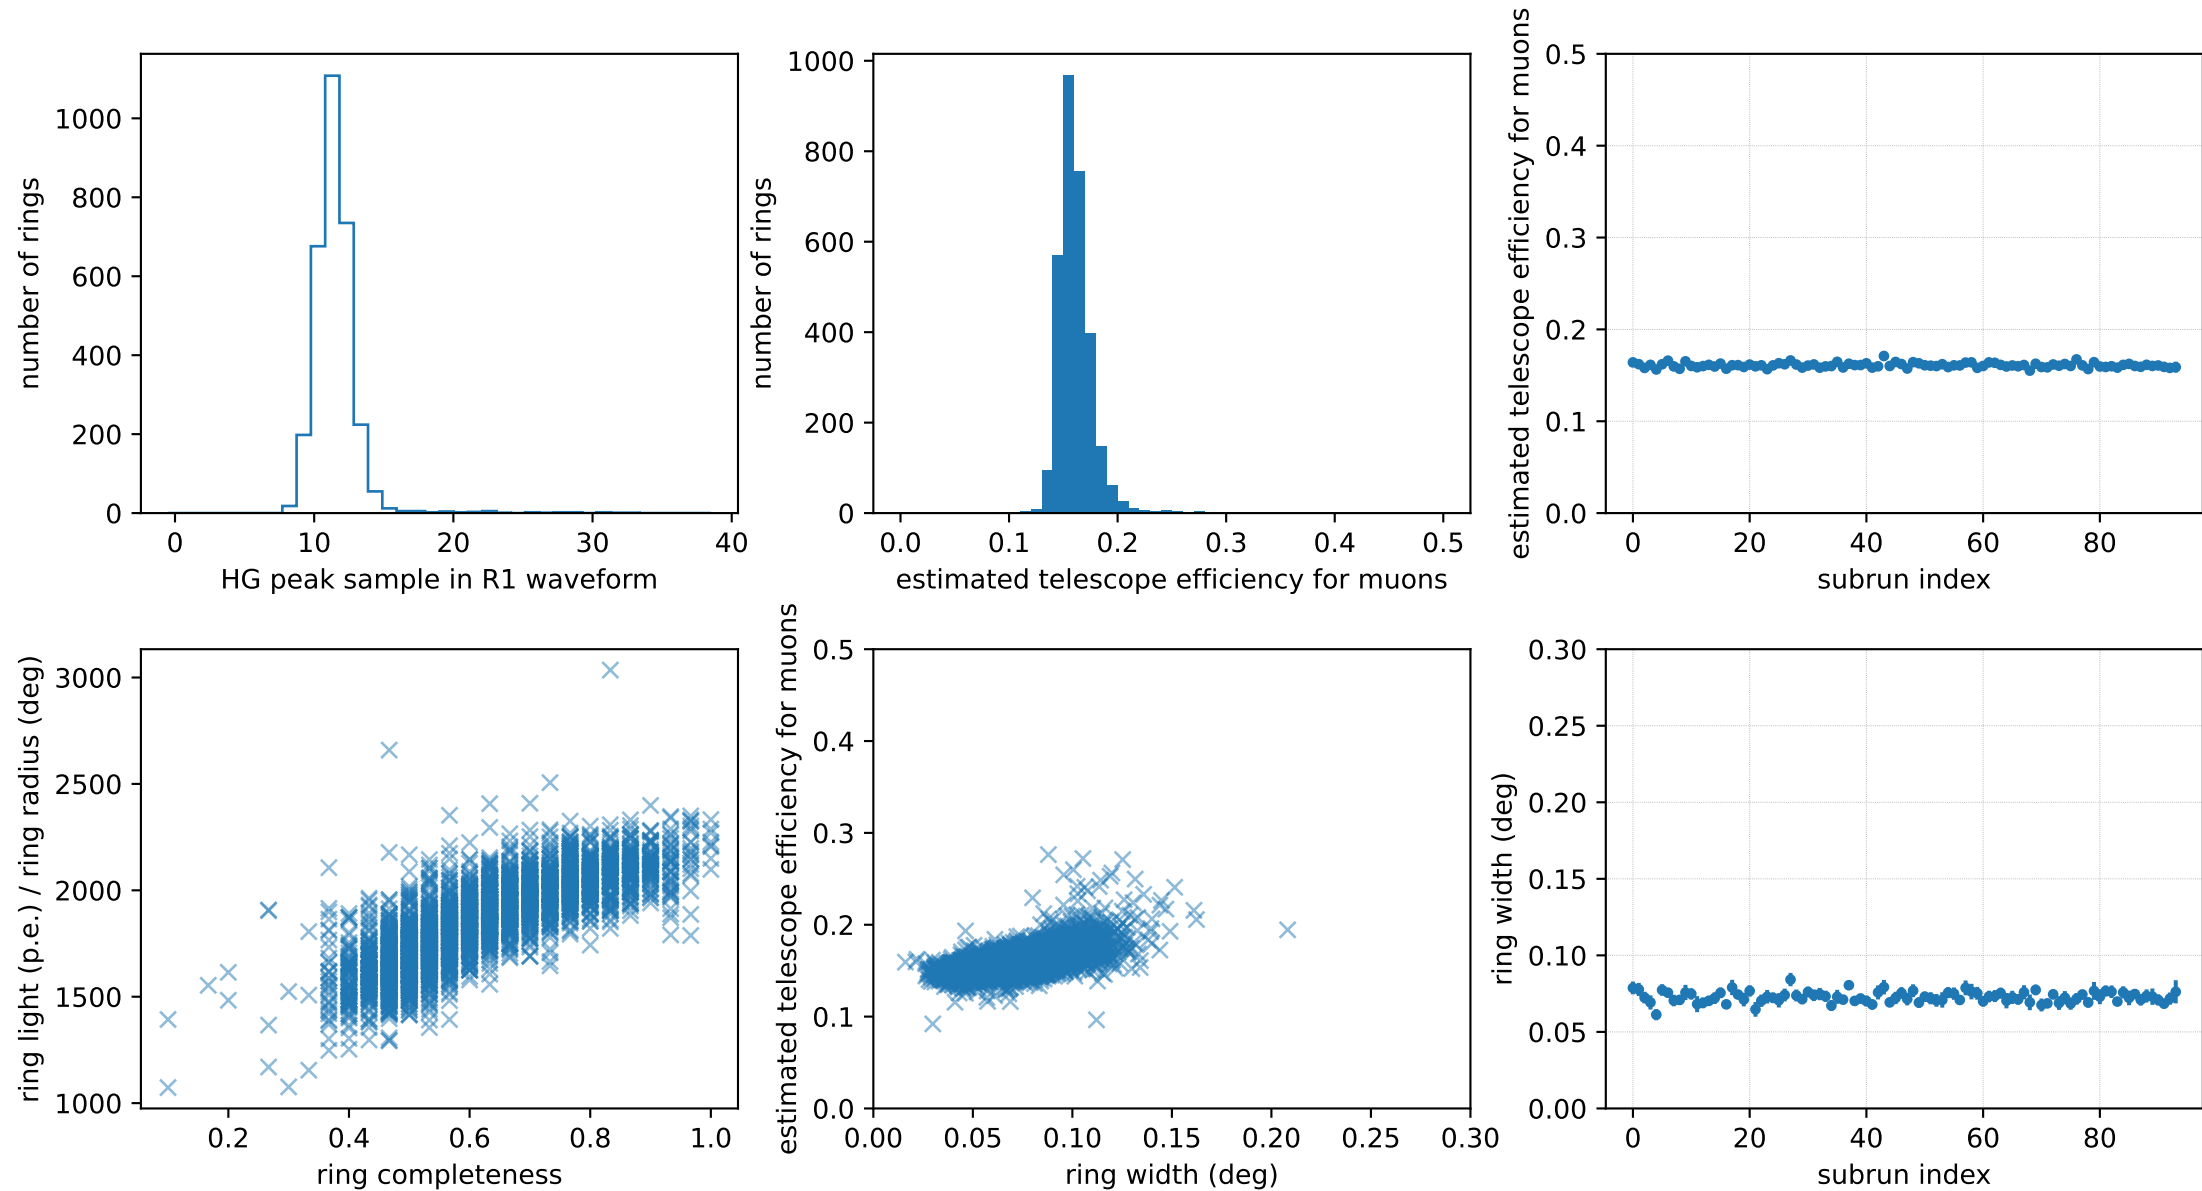 number of rings
1000
800
600
400
200
0
0 10 20 30 40
HG peak sample in R1 waveform
number of rings
1000
800
600
400
200
0
0.0 0.1 0.2 0.3 0.4 0.5
estimated telescope efficiency for muons
estimated telescope efficiency for muons
0.5
0.4
0.3
0.2
0.1
0.0
0 20 40 60 80
subrun index
ring light (p.e.) / ring radius (deg)
3000
2500
2000
1500
1000
0.2 0.4 0.6 0.8 1.0
ring completeness
estimated telescope efficiency for muons
0.5
0.4
0.3
0.2
0.1
0.0
0.00 0.05 0.10 0.15 0.20 0.25 0.30
ring width (deg)
ring width (deg)
0.30
0.25
0.20
0.15
0.10
0.05
0.00
0 20 40 60 80
subrun index